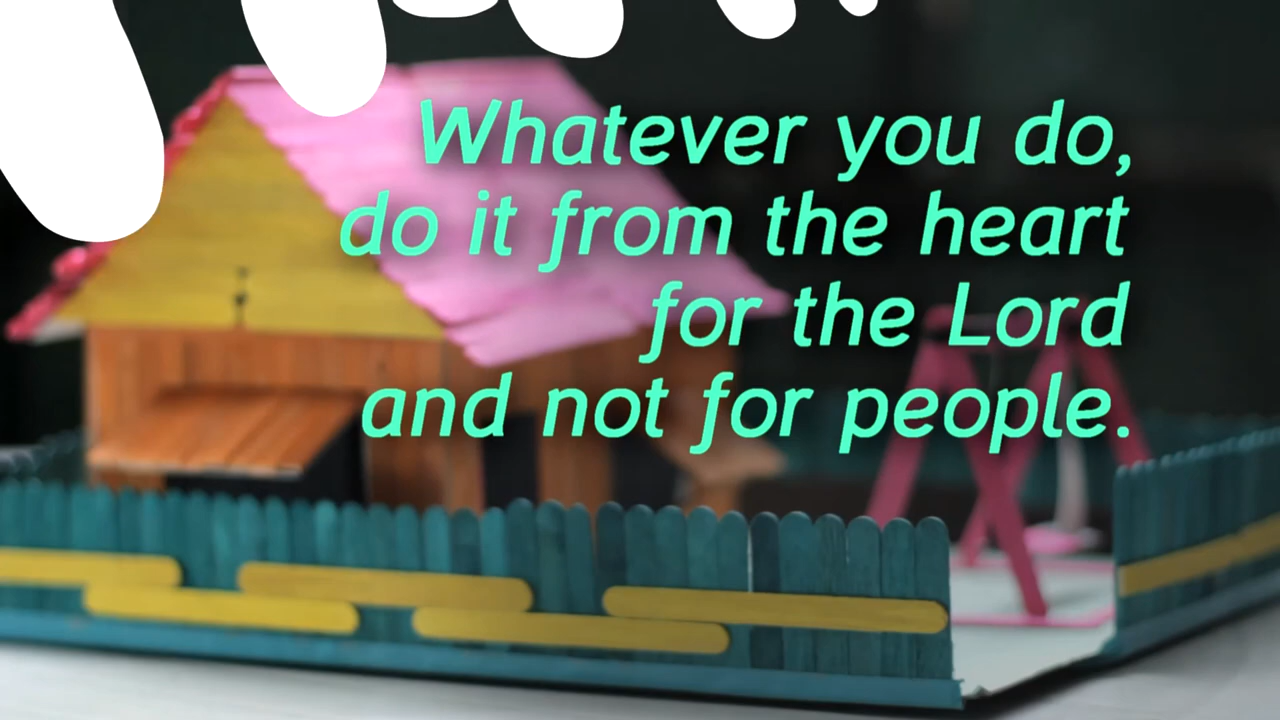 Whatever you do,
do it from the heart
for the Lord
and not for people.